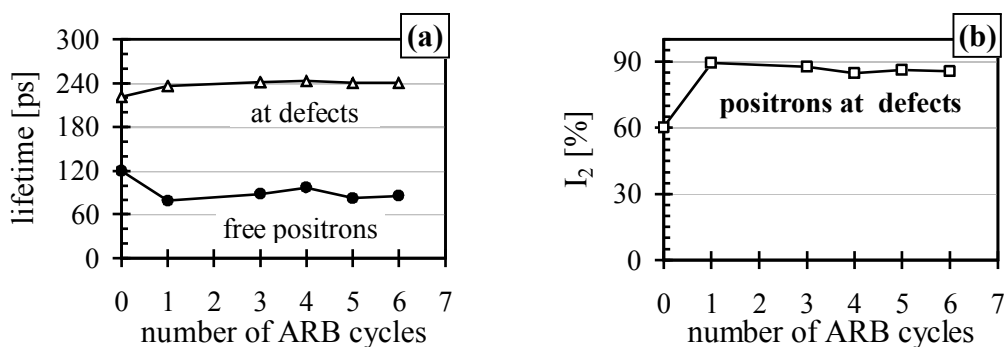 (a)
lifetime [ps]
300
240
180
120
60
0
at defects
free positrons
0 1 2 3 4 5 6 7
number of ARB cycles
(b)
I2 [%]
90
60
30
0
positrons at defects
0 1 2 3 4 5 6 7
number of ARB cycles